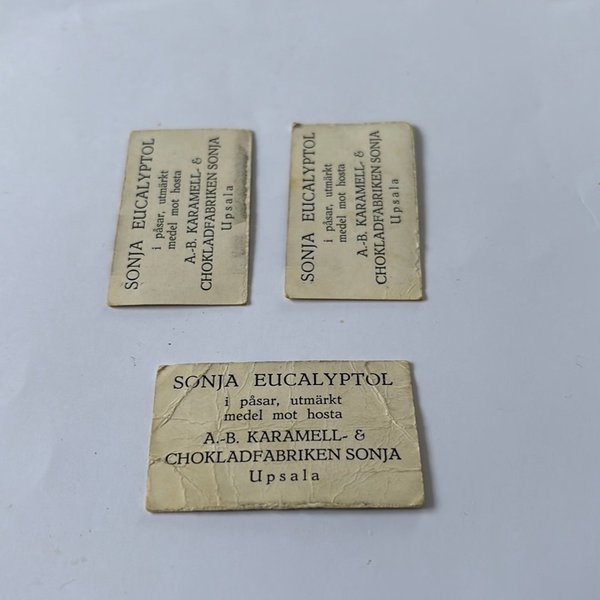 SONJA EUCALYPTOL
i påsar, utmärkt
medel mot hosta
A.-B. KARAMELL- &
CHOKLADFABRIKEN SONJA
Upsala
SONJA EUCALYPTOL
i påsar, utmärkt
medel mot hosta
A.-B. KARAMELL- &
CHOKLADFABRIKEN SONJA
Upsala
SONJA EUCALYPTOL
i påsar, utmärkt
medel mot hosta
A.-B. KARAMELL- &
CHOKLADFABRIKEN SONJA
Upsala